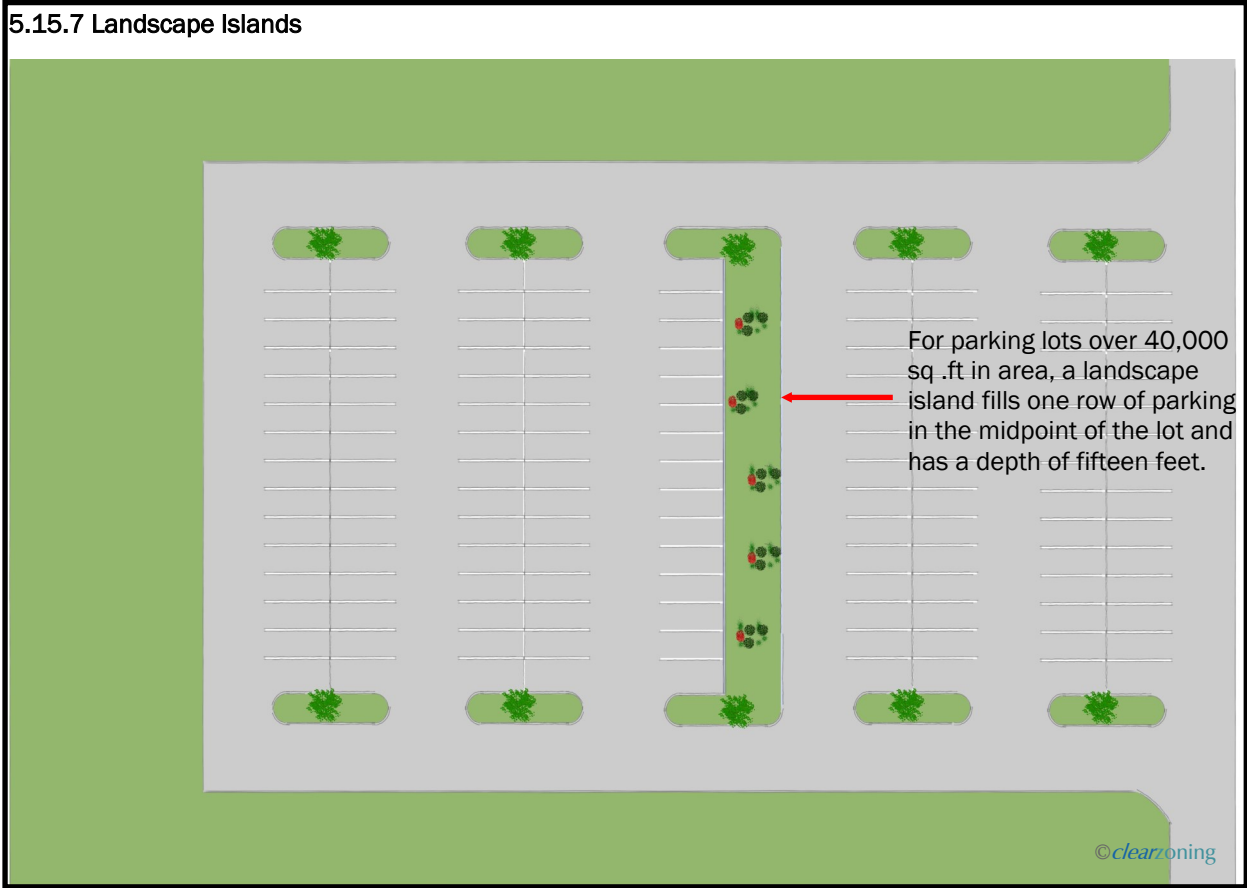 5.15.7 Landscape Islands
For parking lots over 40,000
sq .ft in area, a landscape
island fills one row of parking
in the midpoint of the lot and
has a depth of fifteen feet.
©clearzoning